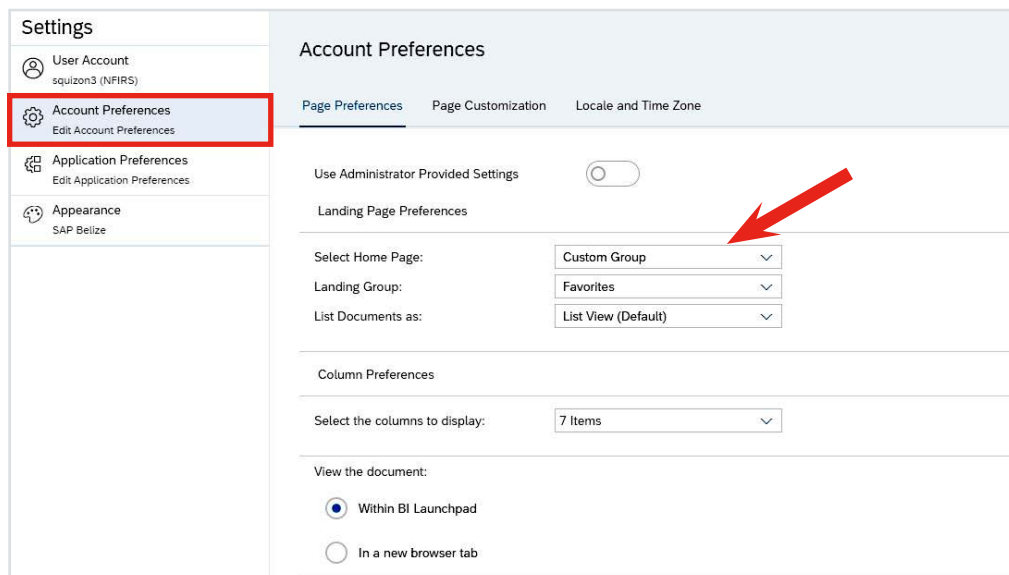 Settings
User Account
squizon3 (NFIRS)
Account Preferences
Edit Account Preferences
Application Preferences
Edit Application Preferences
Appearance
SAP Belize
Account Preferences
Page Preferences Page Customization Locale and Time Zone
Use Administrator Provided Settings
Landing Page Preferences
Select Home Page: Custom Group
Landing Group: Favorites
List Documents as: List View (Default)
Column Preferences
Select the columns to display: 7 Items
View the document:
Within BI Launchpad
In a new browser tab